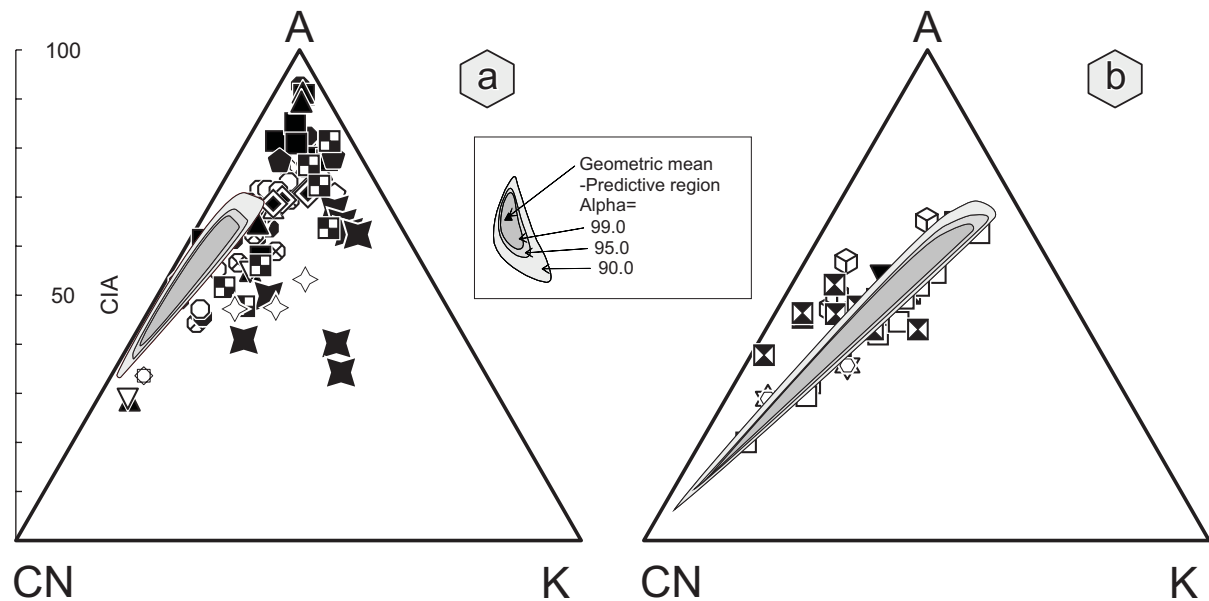 A
100
a
50
CIA
CN
K
Geometric mean
-Predictive region
Alpha=
99.0
95.0
90.0
A
b
CN
K